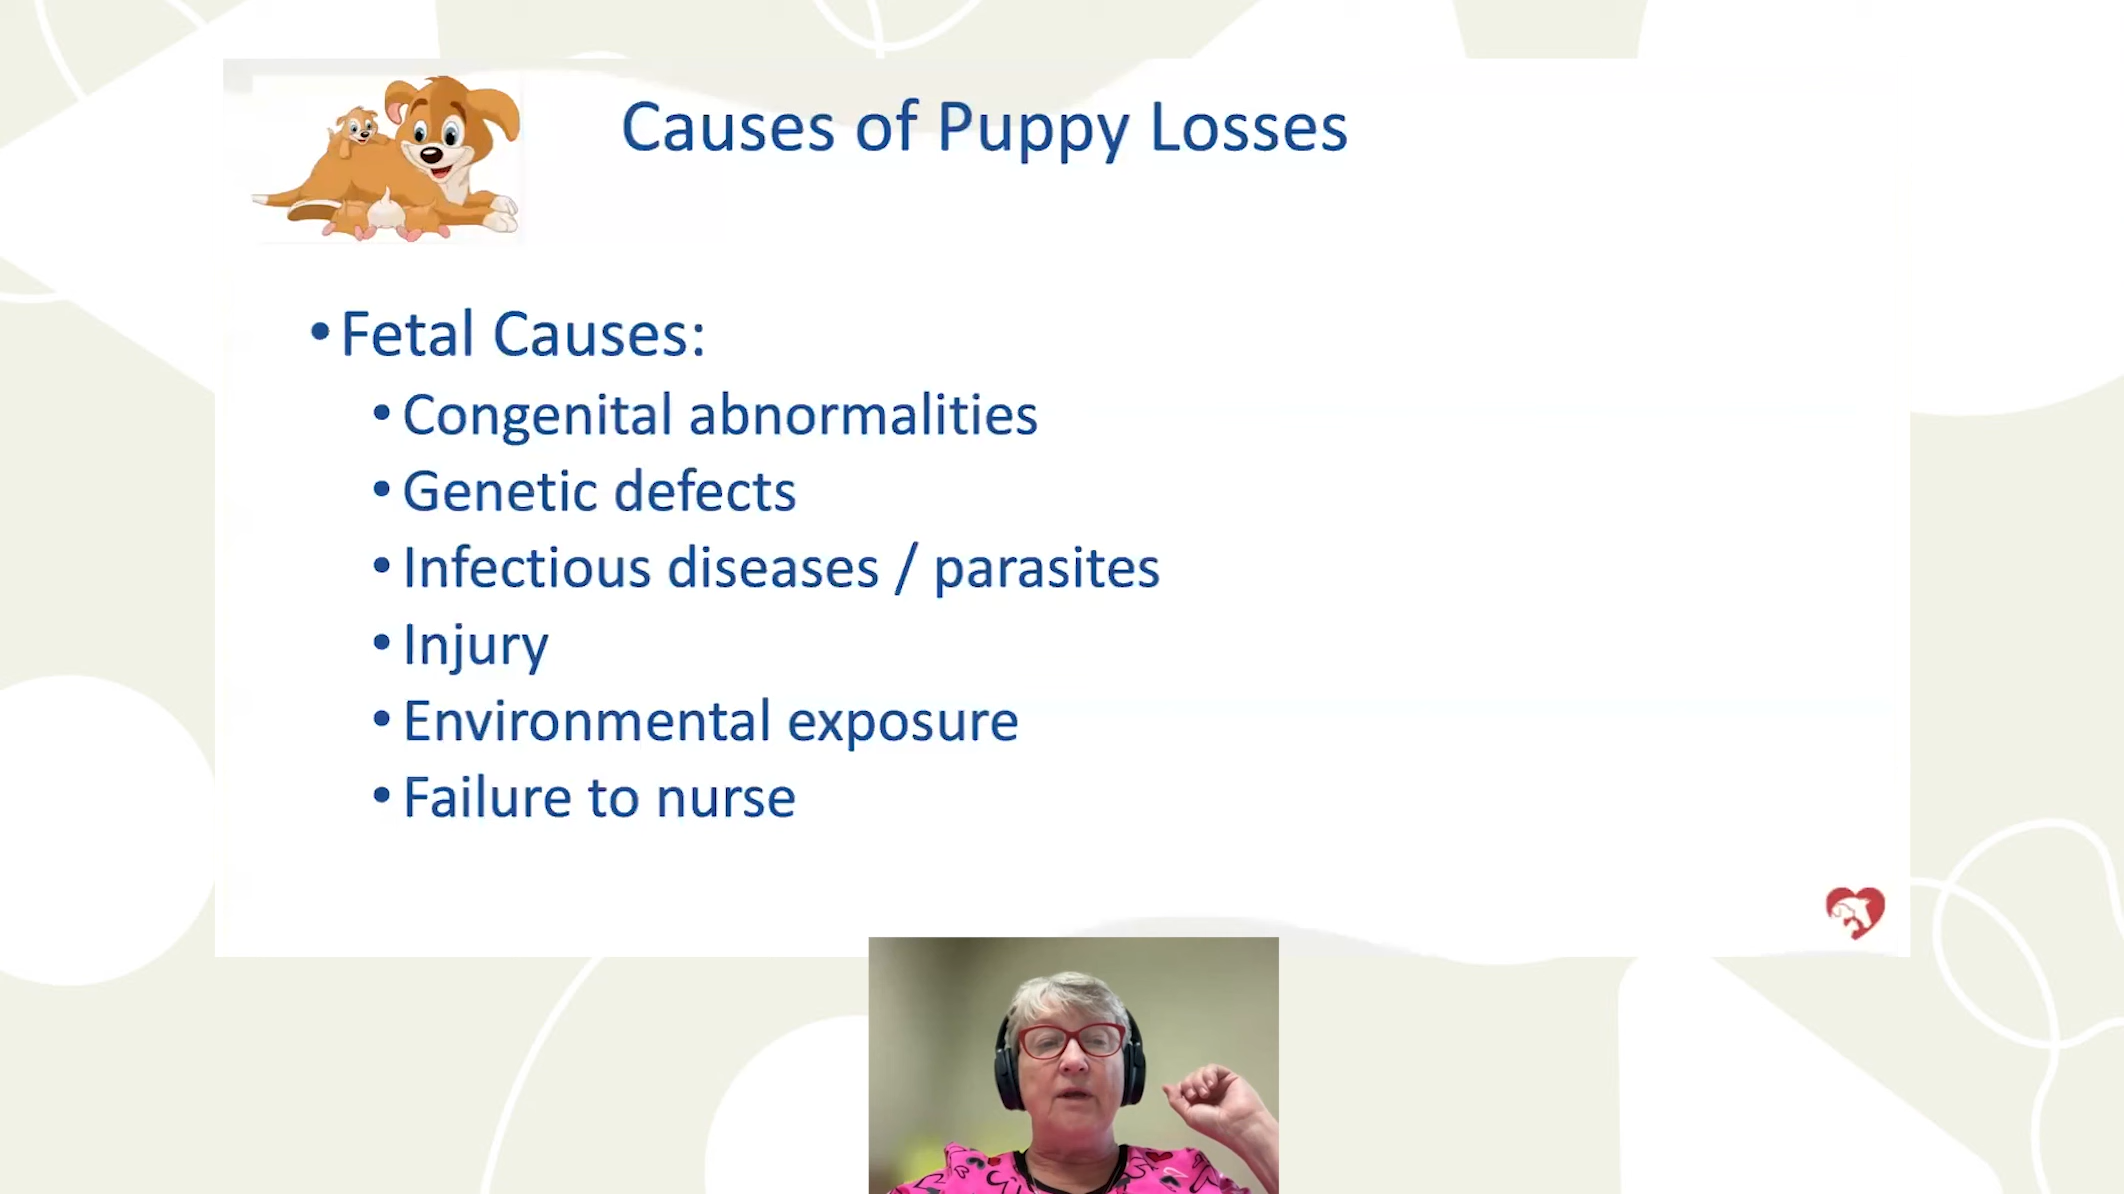 Causes of Puppy Losses
• Fetal Causes:
• Congenital abnormalities
• Genetic defects
• Infectious diseases / parasites
• Injury
• Environmental exposure
• Failure to nurse